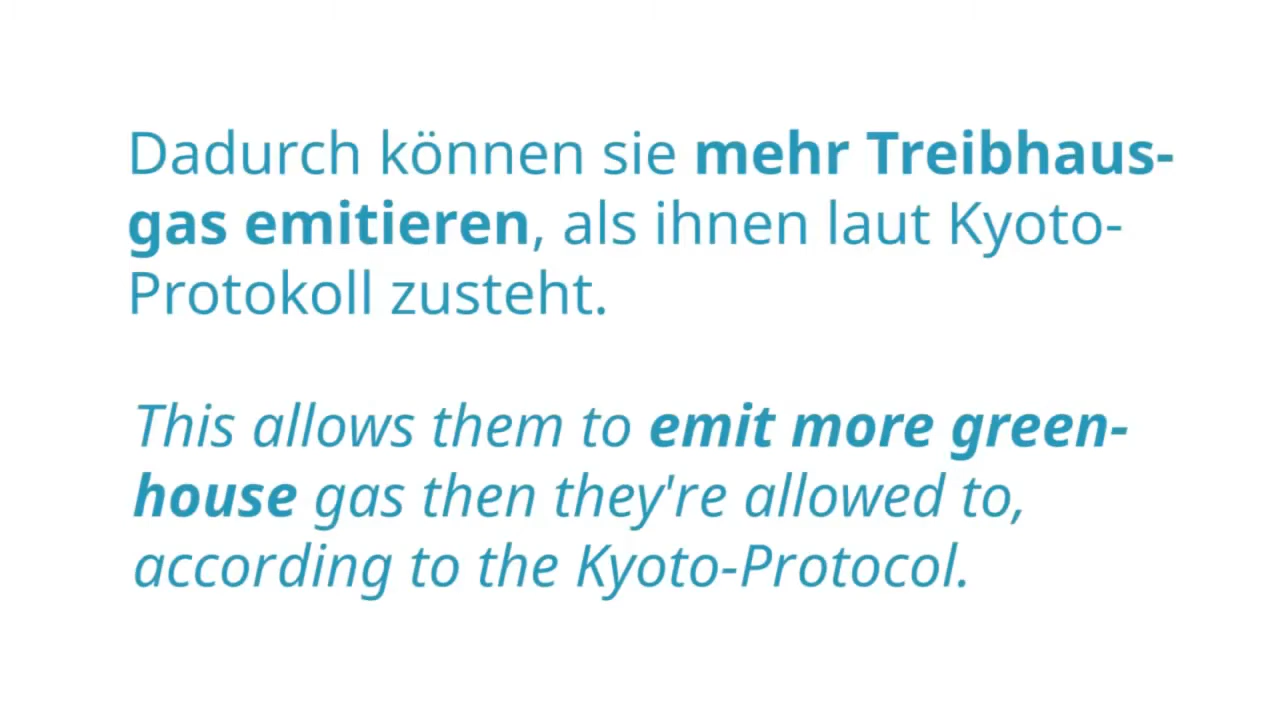 Dadurch können sie mehr Treibhaus-
gas emitieren, als ihnen laut Kyoto-
Protokoll zusteht.
This allows them to emit more green-
house gas then they're allowed to,
according to the Kyoto-Protocol.